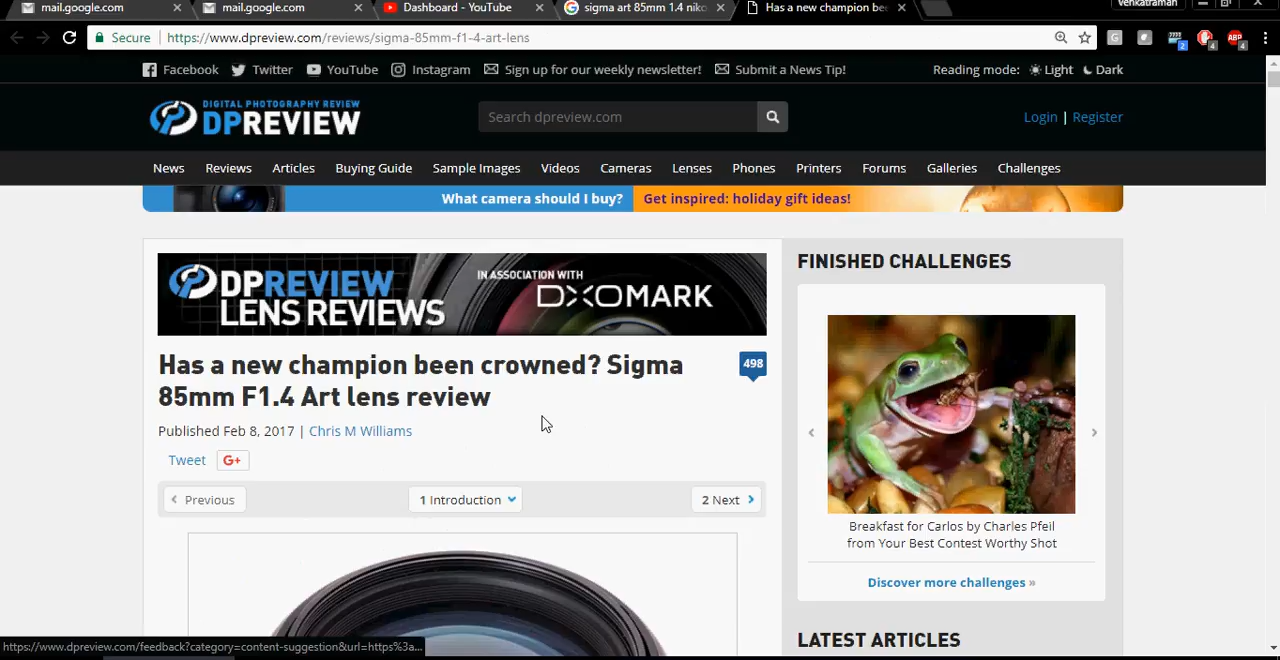 mail.google.com
mail.google.com
Dashboard - YouTube
sigma art 85mm 1.4 niko
Has a new champion be
Venkatraman
Secure
https://www.dpreview.com/reviews/sigma-85mm-f1-4-art-lens
2
4
ABP
4
Facebook
Twitter
YouTube
Instagram
Sign up for our weekly newsletter!
Submit a News Tip!
Reading mode:
Light
Dark
DIGITAL PHOTOGRAPHY REVIEW
DPREVIEW
Search dpreview.com
Login | Register
News
Reviews
Articles
Buying Guide
Sample Images
Videos
Cameras
Lenses
Phones
Printers
Forums
Galleries
Challenges
What camera should I buy?
Get inspired: holiday gift ideas!
DPREVIEW
LENS REVIEWS
IN ASSOCIATION WITH
DXOMARK
Has a new champion been crowned? Sigma
85mm F1.4 Art lens review
498
Published Feb 8, 2017 | Chris M Williams
Tweet
G+
Previous
1 Introduction
2 Next
FINISHED CHALLENGES
Breakfast for Carlos by Charles Pfeil
from Your Best Contest Worthy Shot
Discover more challenges »
LATEST ARTICLES
https://www.dpreview.com/feedback?category=content-suggestion&url=https%3a...